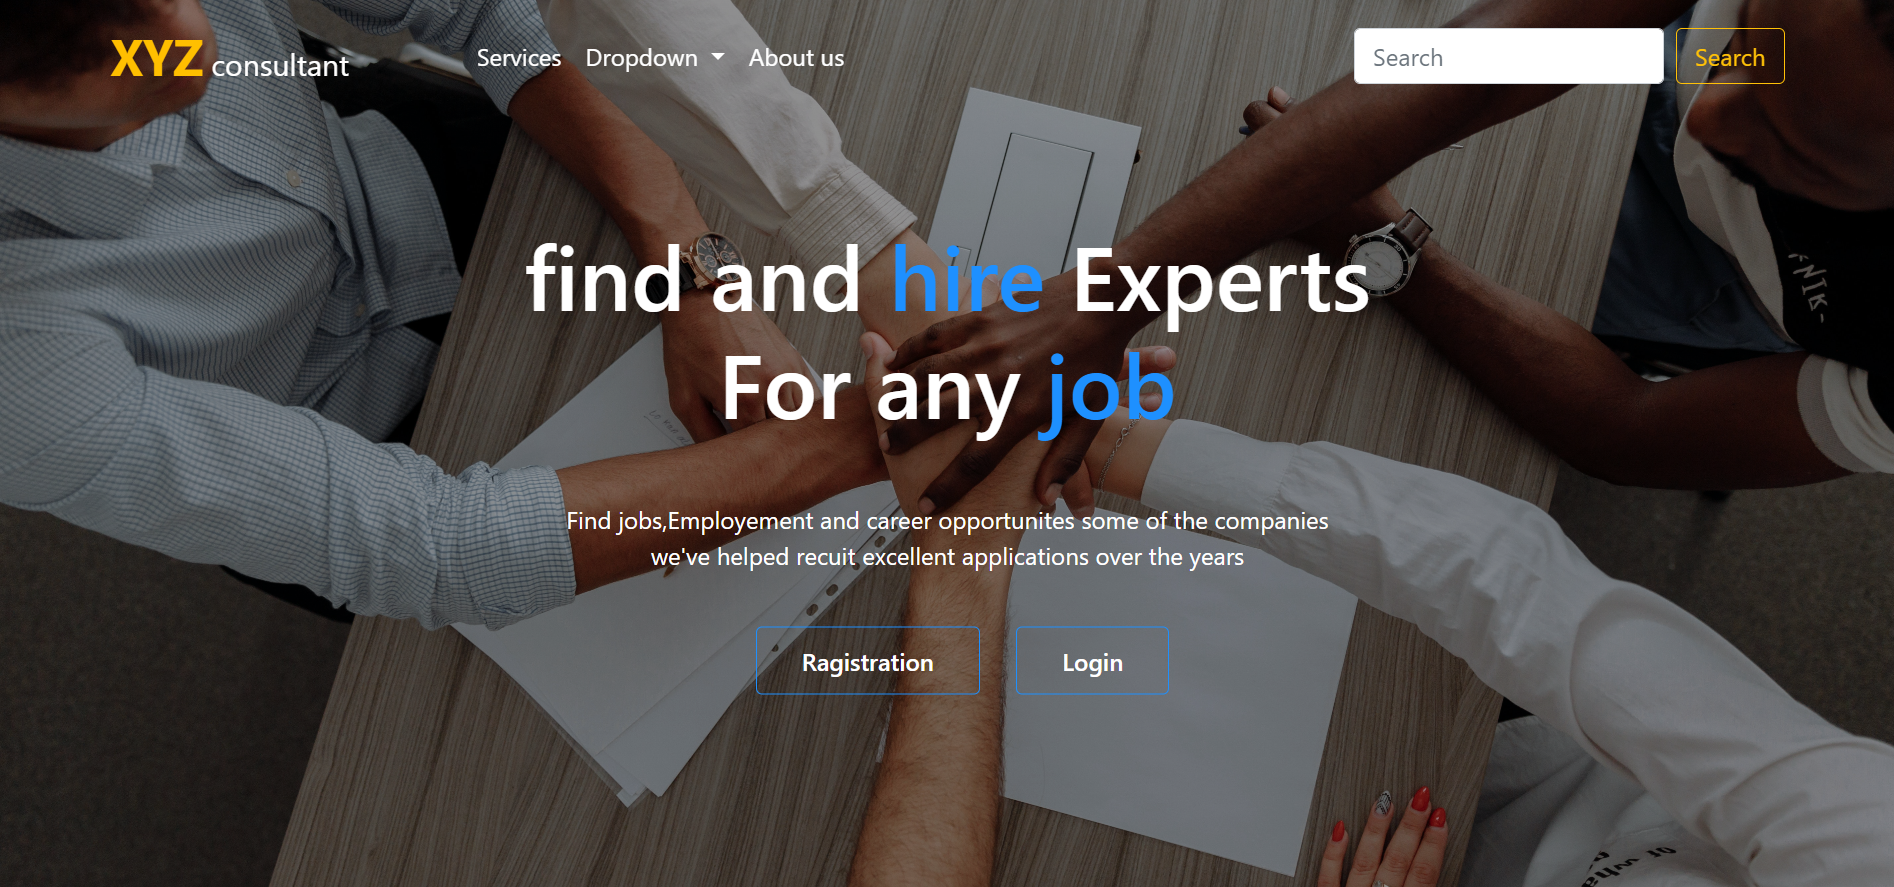 XYZ consultant
Services
Dropdown
About us
Search
Search
find and hire Experts
For any job
Find jobs,Employement and career opportunites some of the companies
we've helped recuit excellent applications over the years
Ragistration
Login